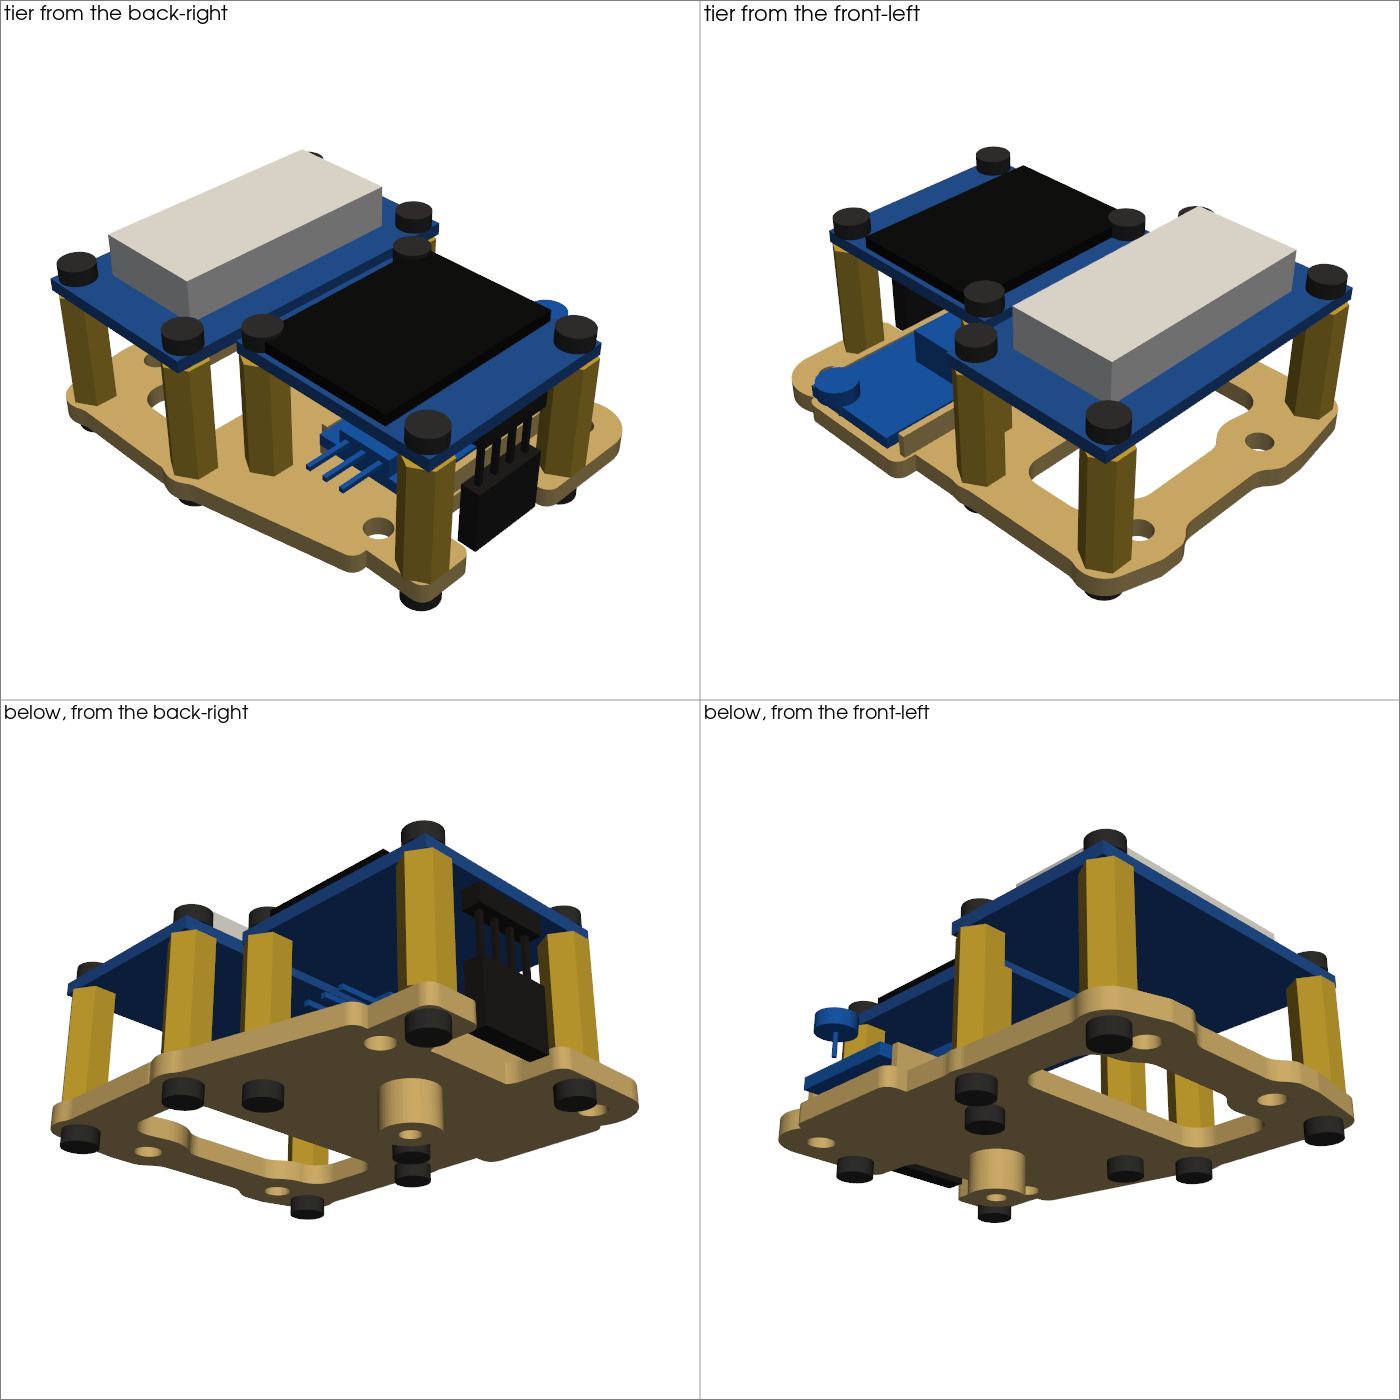 tier from the back-right
tier from the front-left
below, from the back-right
below, from the front-left